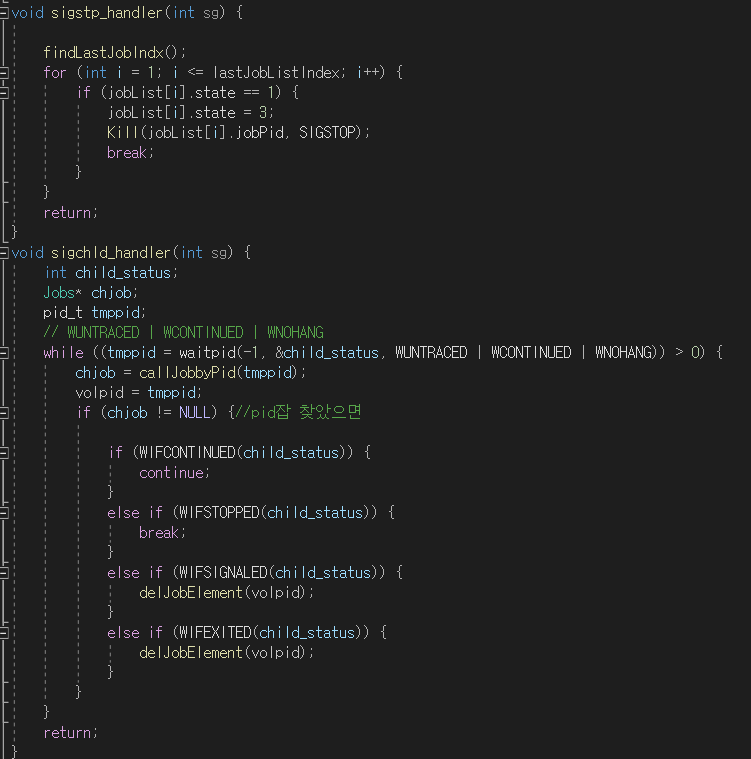 void sigstp_handler(int sg) {
findLastJobIndx();
for (int i = 1; i <= lastJobListIndex; i++) {
if (jobList[i].state == 1) {
jobList[i].state = 3;
Kill(jobList[i].jobPid, SIGSTOP);
break;
}
}
return;
}
void sigchld_handler(int sg) {
int child_status;
Jobs* chjob;
pid_t tmppid;
// WUNTRACED | WCONTINUED | WNOHANG
while ((tmppid = waitpid(-1, &child_status, WUNTRACED | WCONTINUED | WNOHANG)) > 0) {
chjob = callJobbyPid(tmppid);
volpid = tmppid;
if (chjob != NULL) {//pid잡 찾았으면
if (WIFCONTINUED(child_status)) {
continue;
}
else if (WIFSTOPPED(child_status)) {
break;
}
else if (WIFSIGNALED(child_status)) {
delJobElement(volpid);
}
else if (WIFEXITED(child_status)) {
delJobElement(volpid);
}
}
}
return;
}